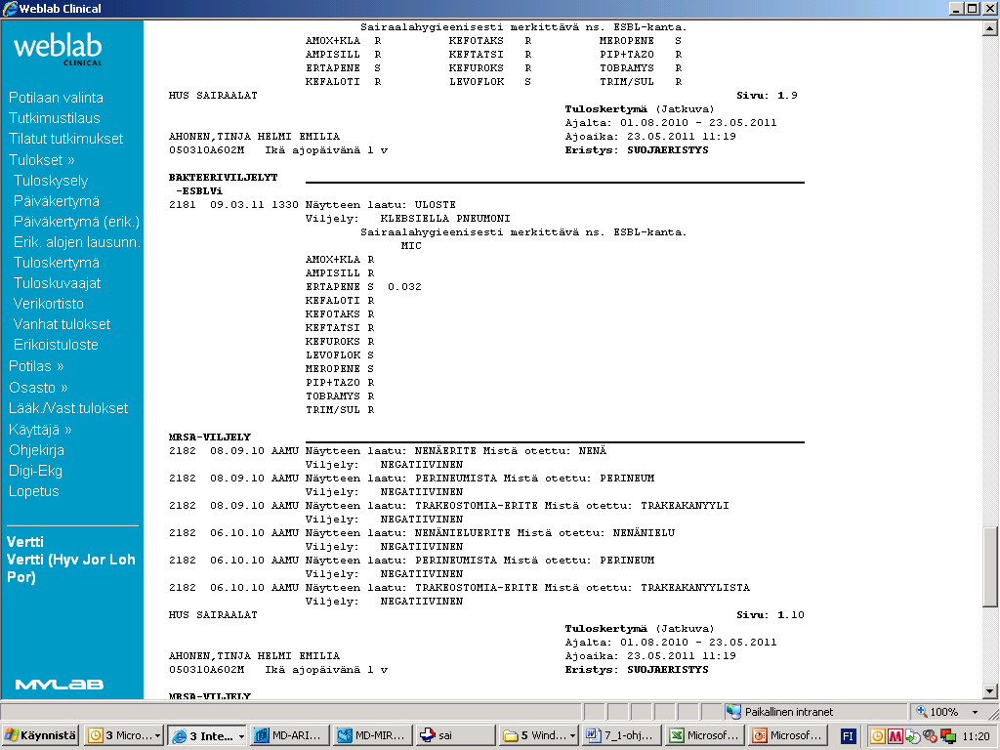 Weblab Clinical
weblab
CLINICAL
Potilaan valinta
Tutkimustilaus
Tilatut tutkimukset
Tulokset »
Tuloskysely
Päiväkertymä
Päiväkertymä (erik.)
Erik. alojen lausunn.
Tuloskertymä
Tuloskuvaajat
Verikortisto
Vanhat tulokset
Erikoistuloste
Potilas »
Osasto »
Lääk./Vast.tulokset
Käyttäjä »
Ohjekirja
Digi-Ekg
Lopetus
Vertti
Vertti (Hyv Jor Loh
Por)
MYLAB
Sairaalahygieenisesti merkittävä ns. ESBL-kanta.
AMOX+KLA R KEFOTAKS R MEROPENE S
AMPISILL R KEFTATSI R PIP+TAZO R
ERTAPENE S KEFUROKS R TOBRAMYS R
KEFALOTI R LEVOFLOK S TRIM/SUL R
HUS SAIRAALAT Sivu: 1.9
Tuloskertymä (Jatkuva)
Ajalta: 01.08.2010 - 23.05.2011
AHONEN,TINJA HELMI EMILIA Ajoaika: 23.05.2011 11:19
050310A602M Ikä ajopäivänä 1 v Eristys: SUOJAERISTYS
BAKTEERIVILJELYT
-ESBLVi
2181 09.03.11 1330 Näytteen laatu: ULOSTE
Viljely: KLEBSIELLA PNEUMONI
Sairaalahygieenisesti merkittävä ns. ESBL-kanta.
MIC
AMOX+KLA R
AMPISILL R
ERTAPENE S 0.032
KEFALOTI R
KEFOTAKS R
KEFTATSI R
KEFUROKS R
LEVOFLOK S
MEROPENE S
PIP+TAZO R
TOBRAMYS R
TRIM/SUL R
MRSA-VILJELY
2182 08.09.10 AAMU Näytteen laatu: NENÄERITE Mistä otettu: NENÄ
Viljely: NEGATIIVINEN
2182 08.09.10 AAMU Näytteen laatu: PERINEUMISTA Mistä otettu: PERINEUM
Viljely: NEGATIIVINEN
2182 08.09.10 AAMU Näytteen laatu: TRAKEOSTOMIA-ERITE Mistä otettu: TRAKEAKANYYLI
Viljely: NEGATIIVINEN
2182 06.10.10 AAMU Näytteen laatu: NENÄNIELUERITE Mistä otettu: NENÄNIELU
Viljely: NEGATIIVINEN
2182 06.10.10 AAMU Näytteen laatu: PERINEUMISTA Mistä otettu: PERINEUM
Viljely: NEGATIIVINEN
2182 06.10.10 AAMU Näytteen laatu: TRAKEOSTOMIA-ERITE Mistä otettu: TRAKEAKANYYLISTA
Viljely: NEGATIIVINEN
HUS SAIRAALAT Sivu: 1.10
Tuloskertymä (Jatkuva)
Ajalta: 01.08.2010 - 23.05.2011
AHONEN,TINJA HELMI EMILIA Ajoaika: 23.05.2011 11:19
050310A602M Ikä ajopäivänä 1 v Eristys: SUOJAERISTYS
MRSA-VILJELY
Paikallinen intranet 100%
Käynnistä 3 Micro... 3 Inte... MD-ARI... MD-MIR... sai 5 Wind... 7_1-ohj... Microsof... Microsof... FI 11:20